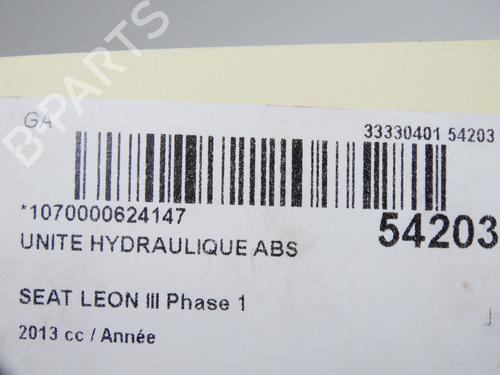 BPARTS
GA
33330401 54203
*1070000624147
54203
UNITE HYDRAULIQUE ABS
SEAT LEON III Phase 1
2013 cc / Année